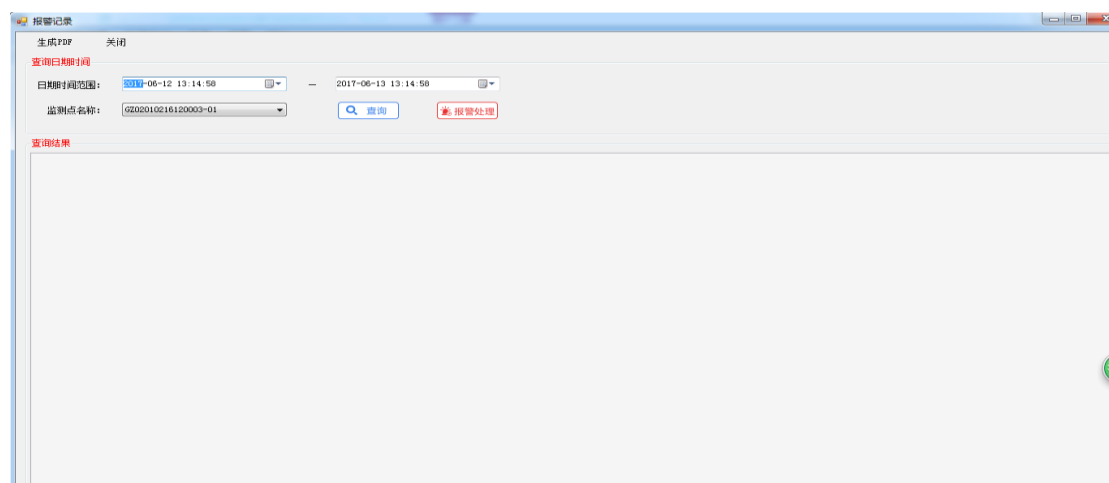 报警记录
生成PDF 关闭
查询日期时间
日期时间范围: 2017-06-12 13:14:58 — 2017-06-13 13:14:58
监测点名称: GZ02010216120003-01 查询 报警处理
查询结果